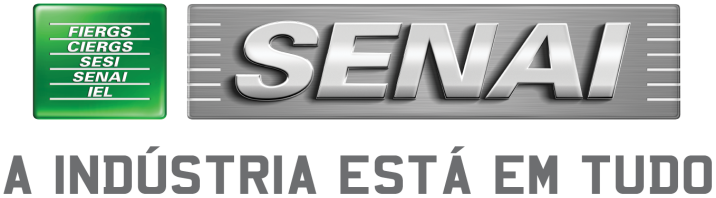 FIERGS
CIERGS
SESI
SENAI
IEL
SENAI
A INDÚSTRIA ESTÁ EM TUDO